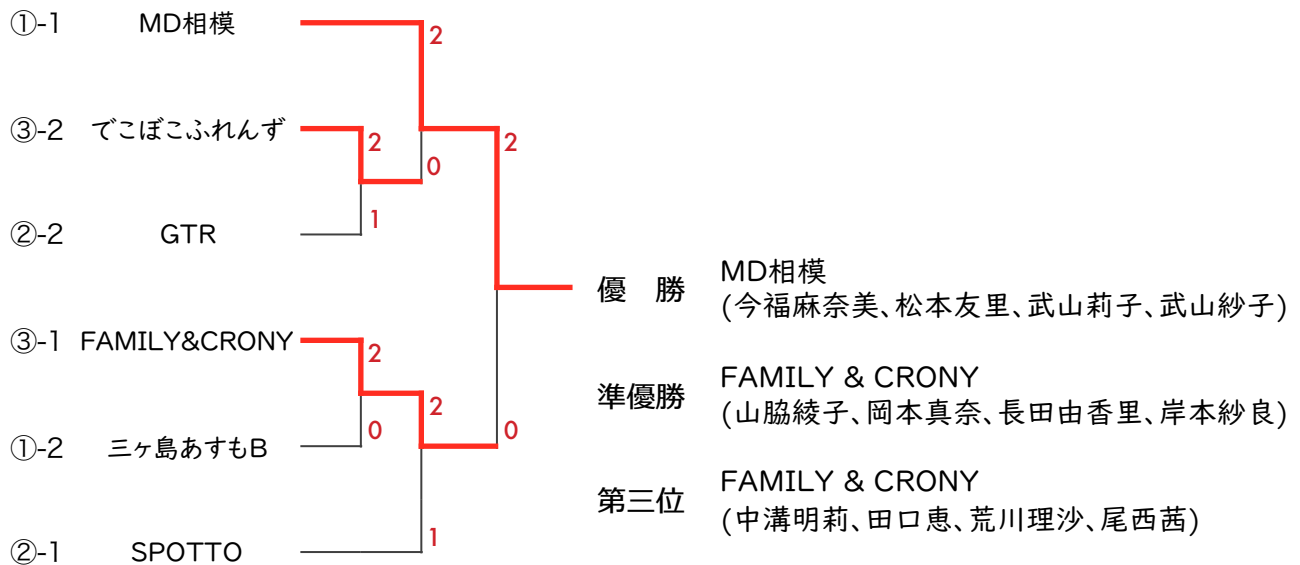 ①-1 MD相模
2
③-2 でこぼこふれんず
2
0
1
②-2 GTR
2
優 勝 MD相模
(今福麻奈美、松本友里、武山莉子、武山紗子)
③-1 FAMILY&CRONY
2
0
①-2 三ヶ島あすもB
2
0
準優勝 FAMILY & CRONY
(山脇綾子、岡本真奈、長田由香里、岸本紗良)
1
②-1 SPOTTO
第三位 FAMILY & CRONY
(中溝明莉、田口恵、荒川理沙、尾西茜)